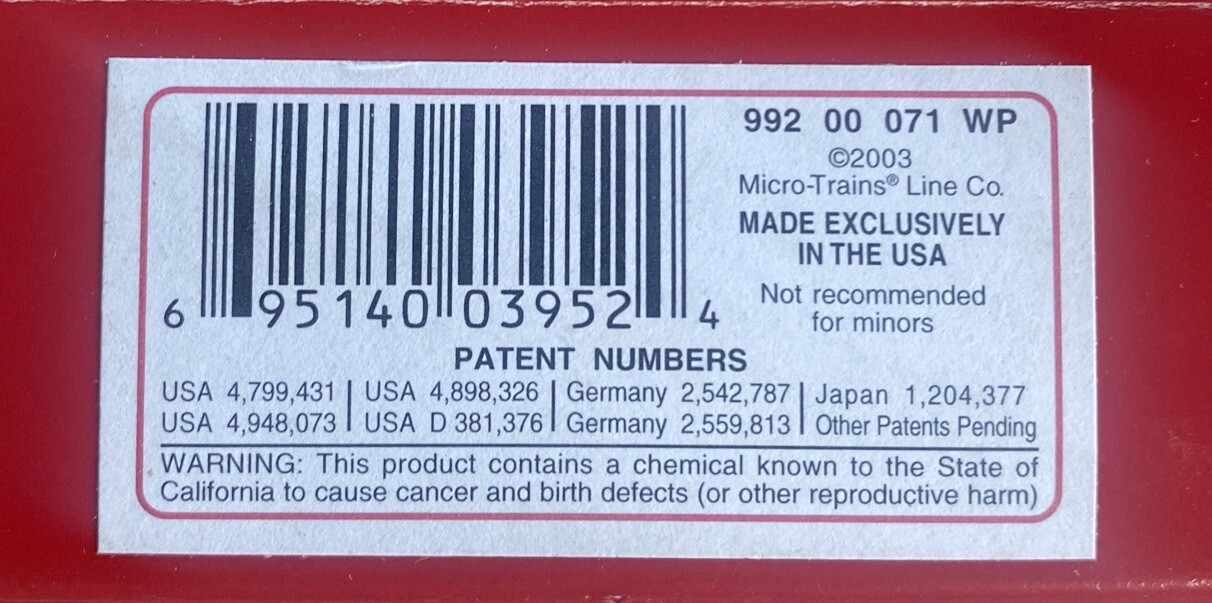 992 00 071 WP
©2003
Micro-Trains® Line Co.
MADE EXCLUSIVELY
IN THE USA
Not recommended
for minors
6 95140 03952 4
PATENT NUMBERS
USA 4,799,431 | USA 4,898,326 | Germany 2,542,787 | Japan 1,204,377
USA 4,948,073 | USA D 381,376 | Germany 2,559,813 | Other Patents Pending
WARNING: This product contains a chemical known to the State of
California to cause cancer and birth defects (or other reproductive harm)